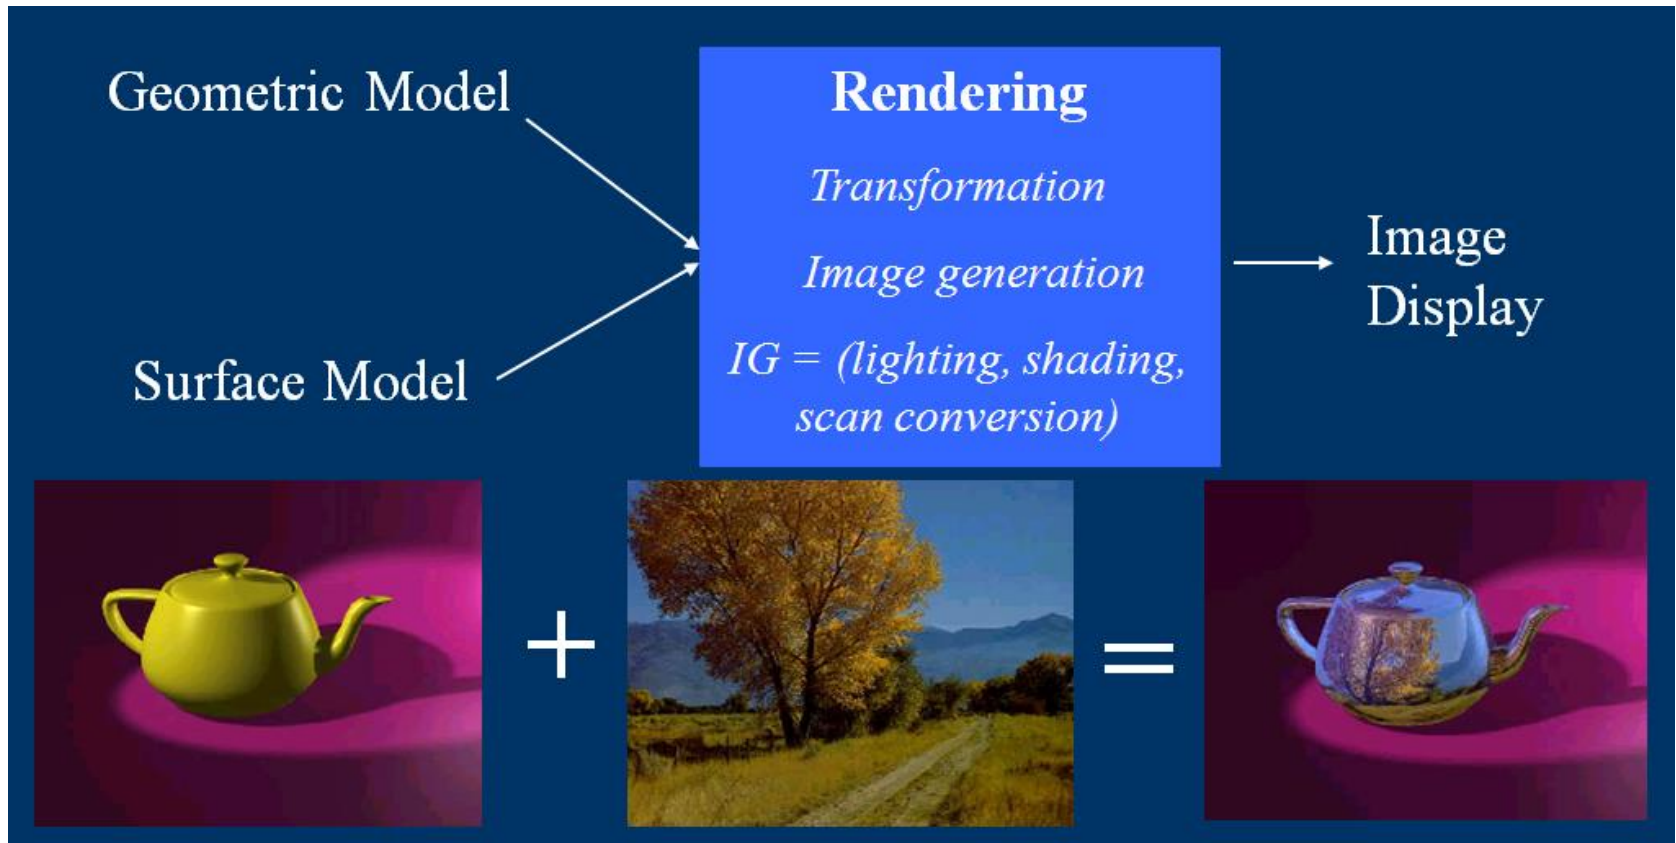 Geometric Model
Surface Model
Rendering
Transformation
Image generation
IG = (lighting, shading,
scan conversion)
Image
Display
+
=